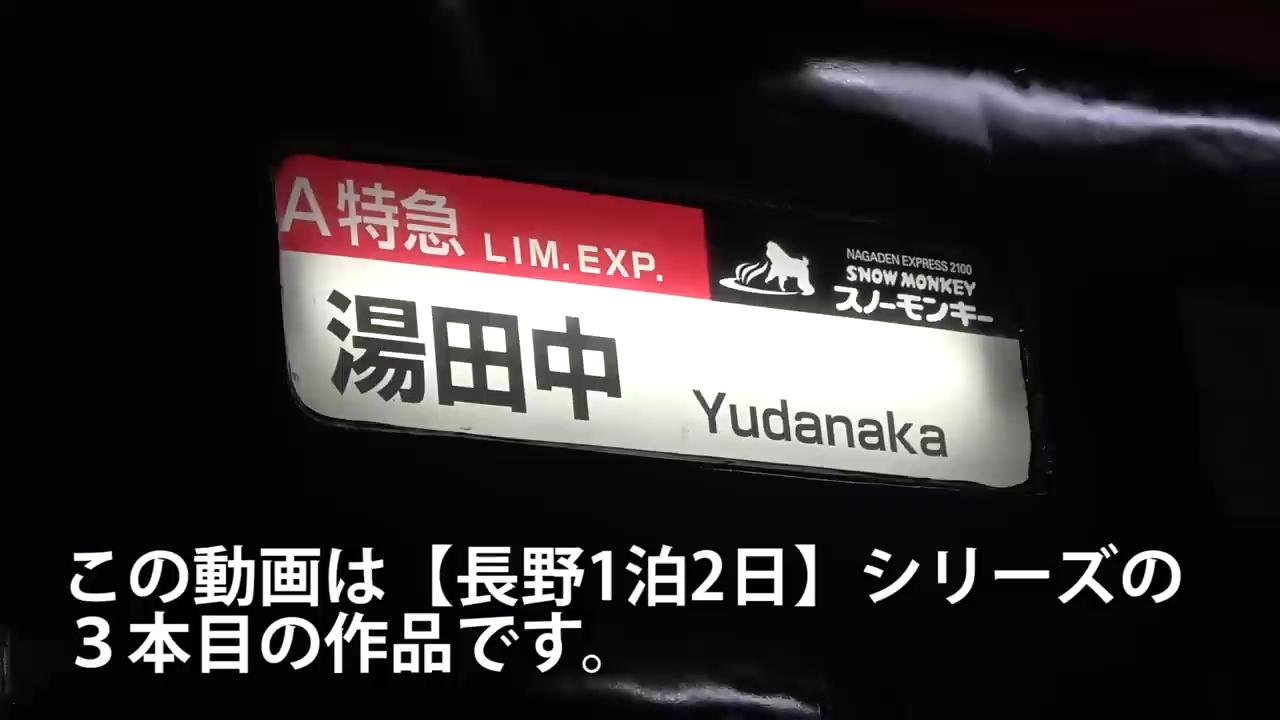 A特急 LIM.EXP.
NAGADEN EXPRESS 2100
SNOW MONKEY
スノーモンキー
湯田中 Yudanaka
この動画は【長野1泊2日】シリーズの
３本目の作品です。